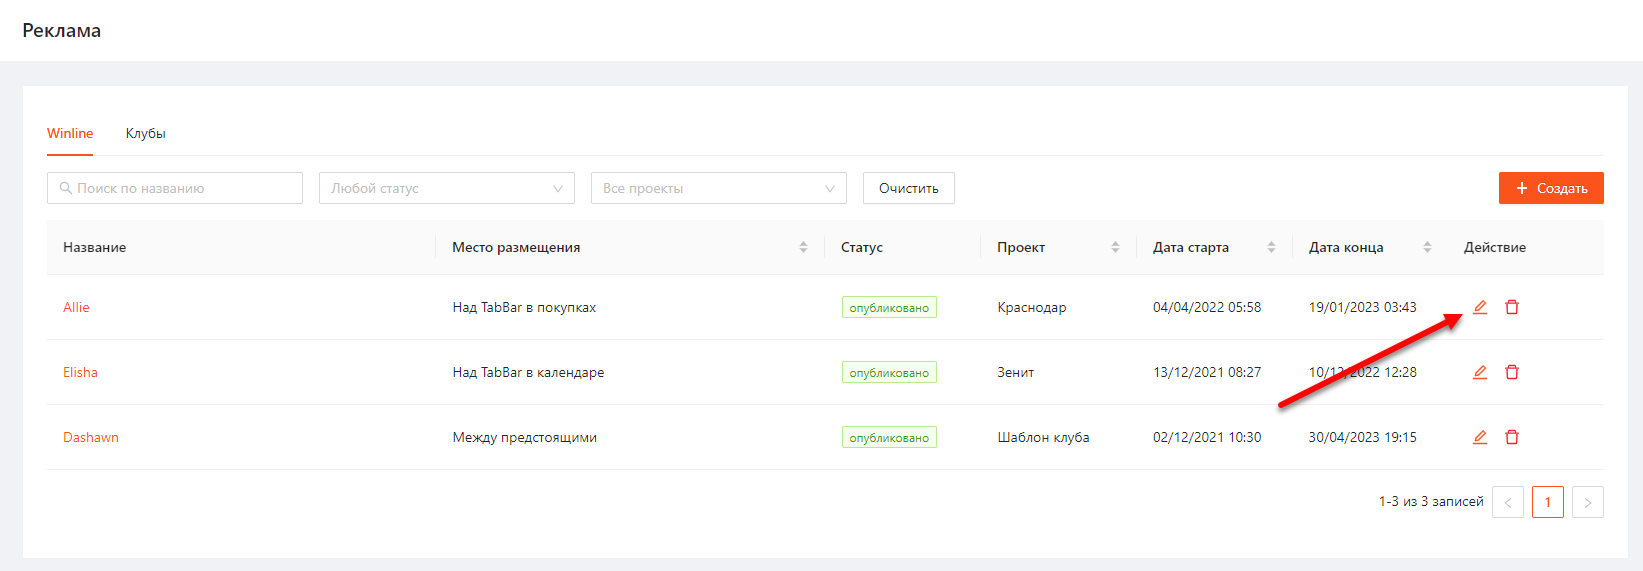 Реклама
Winline Клубы
Поиск по названию Любой статус Все проекты Очистить + Создать
Название Место размещения Статус Проект Дата старта Дата конца Действие
Allie Над TabBar в покупках опубликовано Краснодар 04/04/2022 05:58 19/01/2023 03:43
Elisha Над TabBar в календаре опубликовано Зенит 13/12/2021 08:27 10/12/2022 12:28
Dashawn Между предстоящими опубликовано Шаблон клуба 02/12/2021 10:30 30/04/2023 19:15
1-3 из 3 записей < 1 >